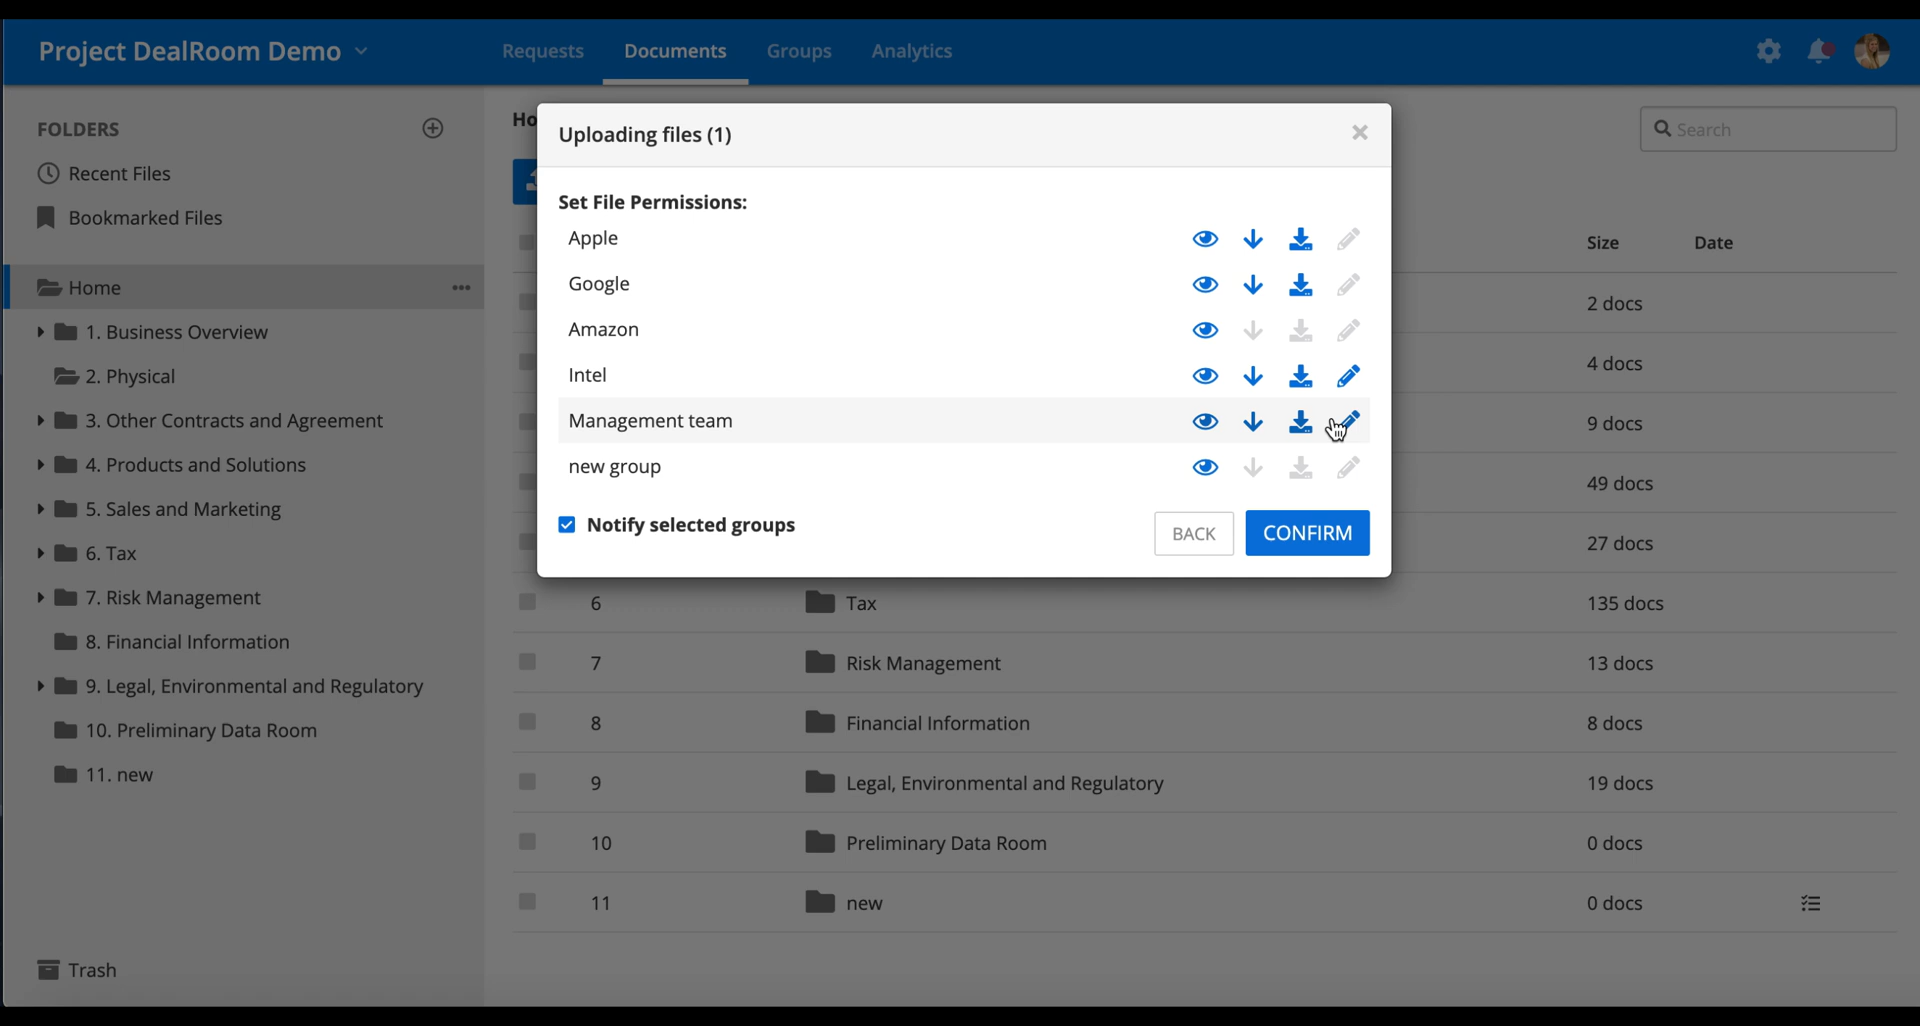 Project DealRoom Demo
Requests
Documents
Groups
Analytics
FOLDERS
Recent Files
Bookmarked Files
Home
1. Business Overview
2. Physical
3. Other Contracts and Agreement
4. Products and Solutions
5. Sales and Marketing
6. Tax
7. Risk Management
8. Financial Information
9. Legal, Environmental and Regulatory
10. Preliminary Data Room
11. new
Trash
Ho
Search
Uploading files (1)
Set File Permissions:
Apple
Google
Amazon
Intel
Management team
new group
Notify selected groups
BACK
CONFIRM
Size Date
2 docs
4 docs
9 docs
49 docs
27 docs
6 Tax 135 docs
7 Risk Management 13 docs
8 Financial Information 8 docs
9 Legal, Environmental and Regulatory 19 docs
10 Preliminary Data Room 0 docs
11 new 0 docs